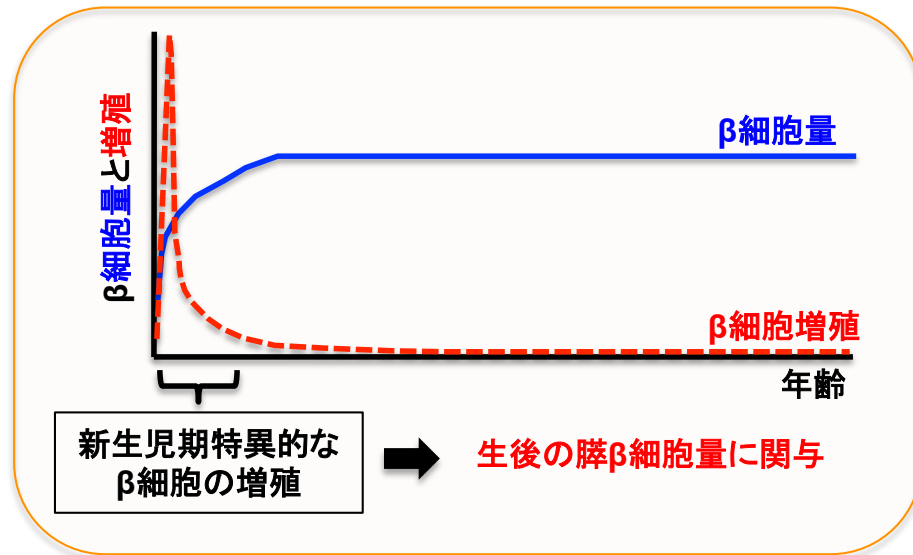 β細胞量と増殖
β細胞量
β細胞増殖
年齢
新生児期特異的な
β細胞の増殖
生後の膵β細胞量に関与